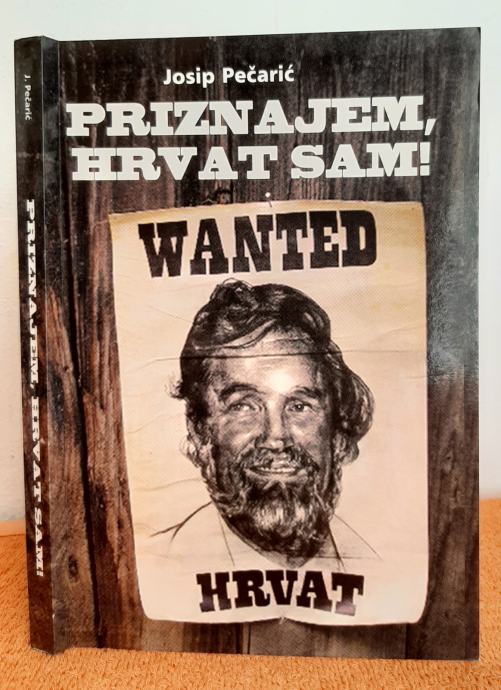 Josip Pečarić
PRIZNAJEM,
HRVAT SAM!
WANTED
HRVAT
J. Pečarić
PRIZNAJEM, HRVAT SAM!